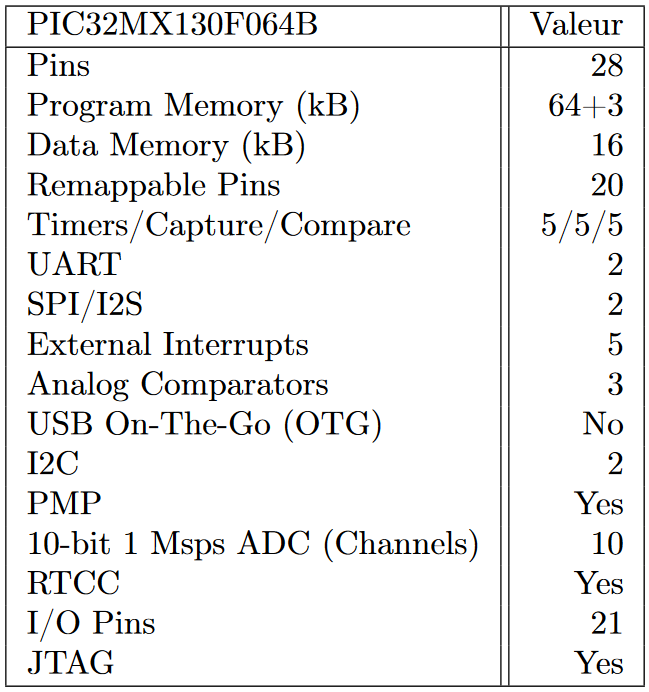 PIC32MX130F064B Valeur
Pins 28
Program Memory (kB) 64+3
Data Memory (kB) 16
Remappable Pins 20
Timers/Capture/Compare 5/5/5
UART 2
SPI/I2S 2
External Interrupts 5
Analog Comparators 3
USB On-The-Go (OTG) No
I2C 2
PMP Yes
10-bit 1 Msps ADC (Channels) 10
RTCC Yes
I/O Pins 21
JTAG Yes